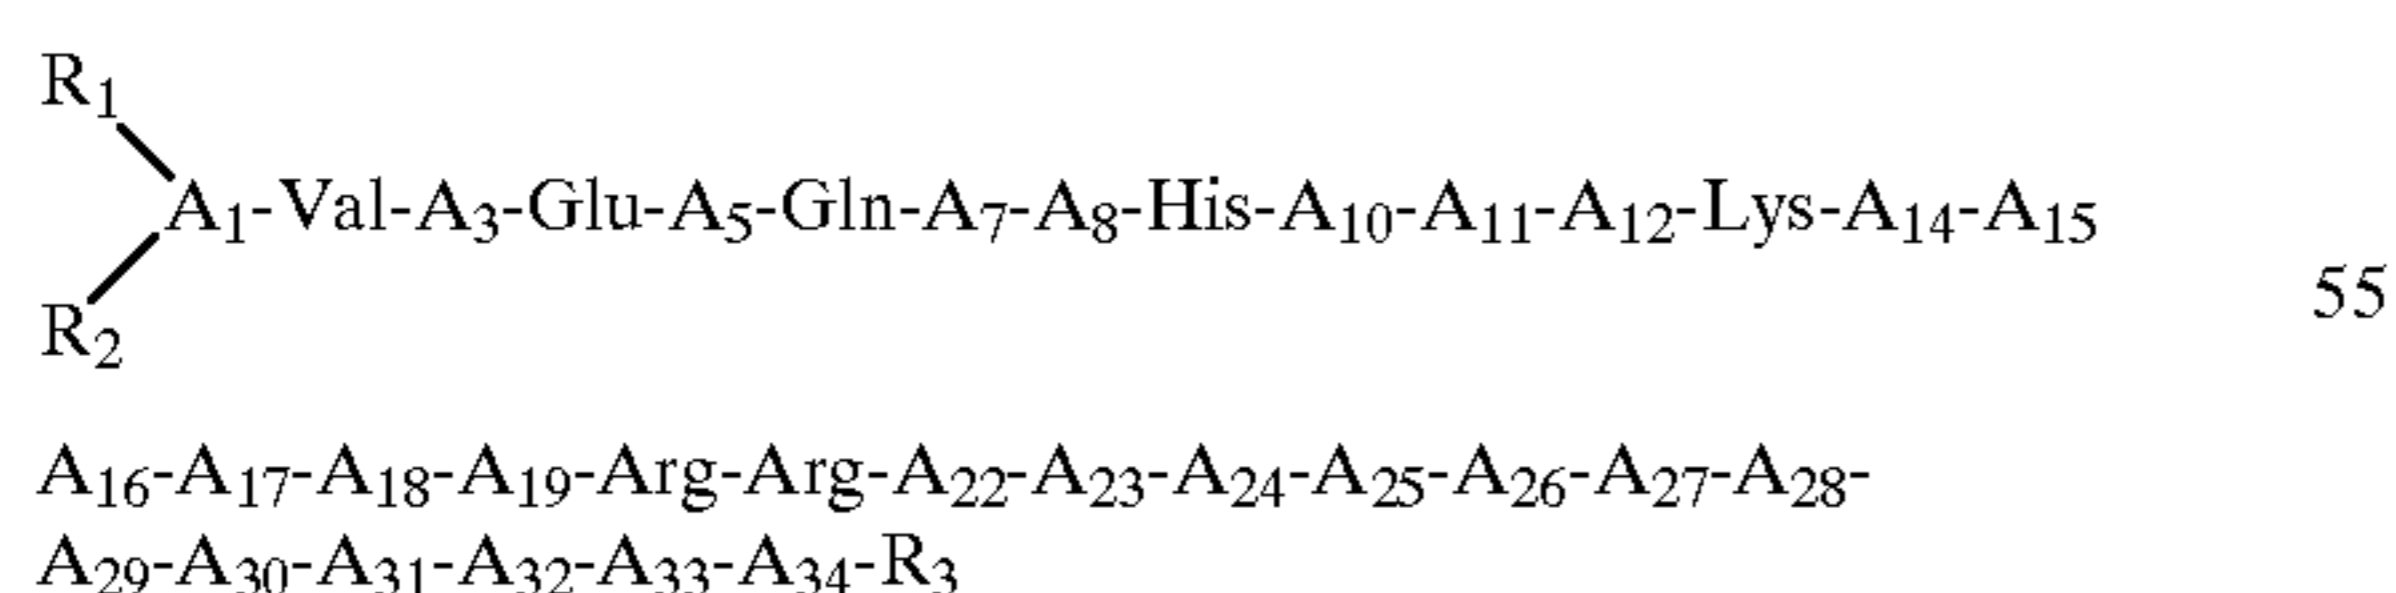 R₁
A₁-Val-A₃-Glu-A₅-Gln-A₇-A₈-His-A₁₀-A₁₁-A₁₂-Lys-A₁₄-A₁₅
55
R₂
A₁₆-A₁₇-A₁₈-A₁₉-Arg-Arg-A₂₂-A₂₃-A₂₄-A₂₅-A₂₆-A₂₇-A₂₈-
A₂₉-A₃₀-A₃₁-A₃₂-A₃₃-A₃₄-R₃